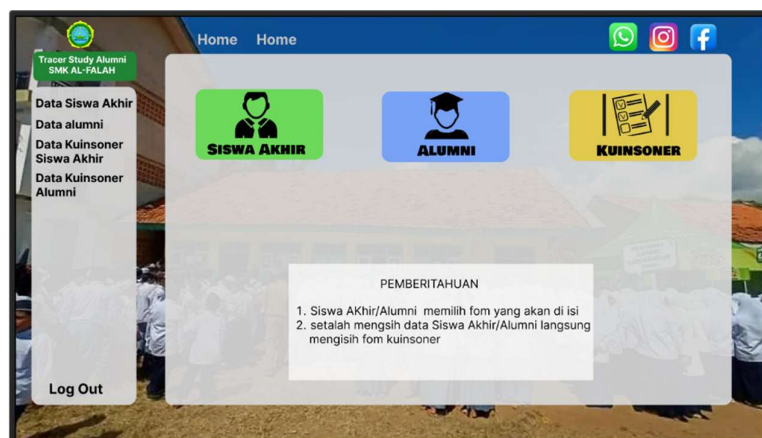 Home Home
Tracer Study Alumni
SMK AL-FALAH
Data Siswa Akhir
Data alumni
Data Kuinsoner
Siswa Akhir
Data Kuinsoner
Alumni
Log Out
SISWA AKHIR
ALUMNI
KUINSONER
PEMBERITAHUAN
1. Siswa AKhir/Alumni memilih fom yang akan di isi
2. setalah mengsih data Siswa Akhir/Alumni langsung
mengisih fom kuinsoner